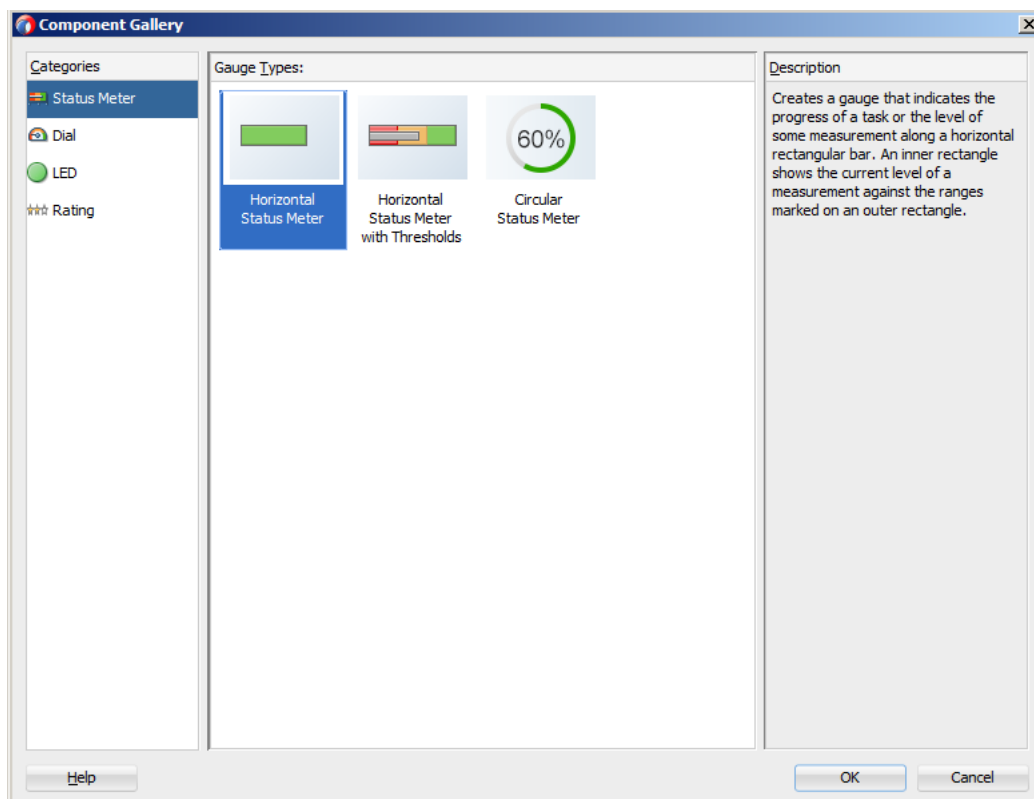 Component Gallery
Categories
Status Meter
Dial
LED
Rating
Gauge Types:
Horizontal
Status Meter
Horizontal
Status Meter
with Thresholds
60%
Circular
Status Meter
Description
Creates a gauge that indicates the
progress of a task or the level of
some measurement along a horizontal
rectangular bar. An inner rectangle
shows the current level of a
measurement against the ranges
marked on an outer rectangle.
Help
OK
Cancel